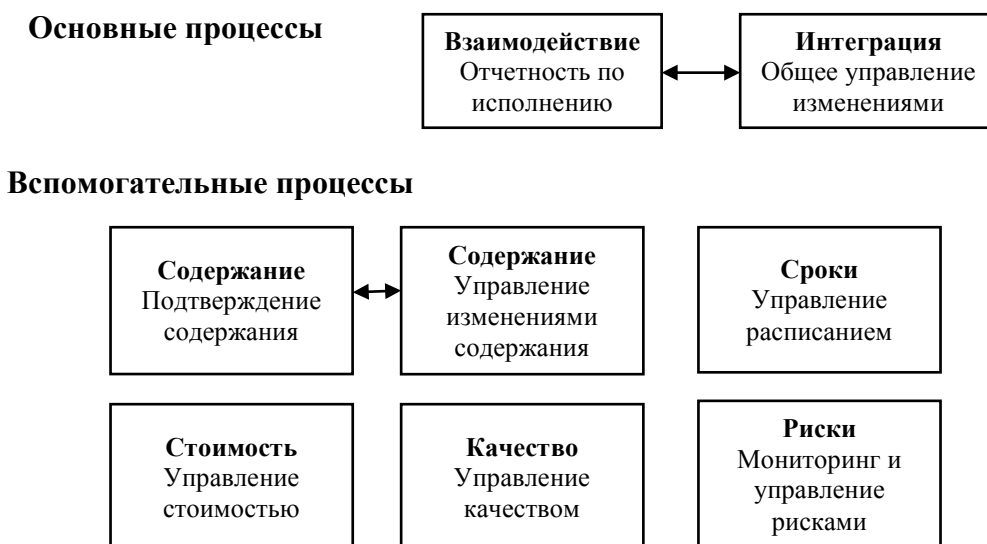 Основные процессы
Взаимодействие
Отчетность по
исполнению
Интеграция
Общее управление
изменениями
Вспомогательные процессы
Содержание
Подтверждение
содержания
Содержание
Управление
изменениями
содержания
Сроки
Управление
расписанием
Стоимость
Управление
стоимостью
Качество
Управление
качеством
Риски
Мониторинг и
управление
рисками